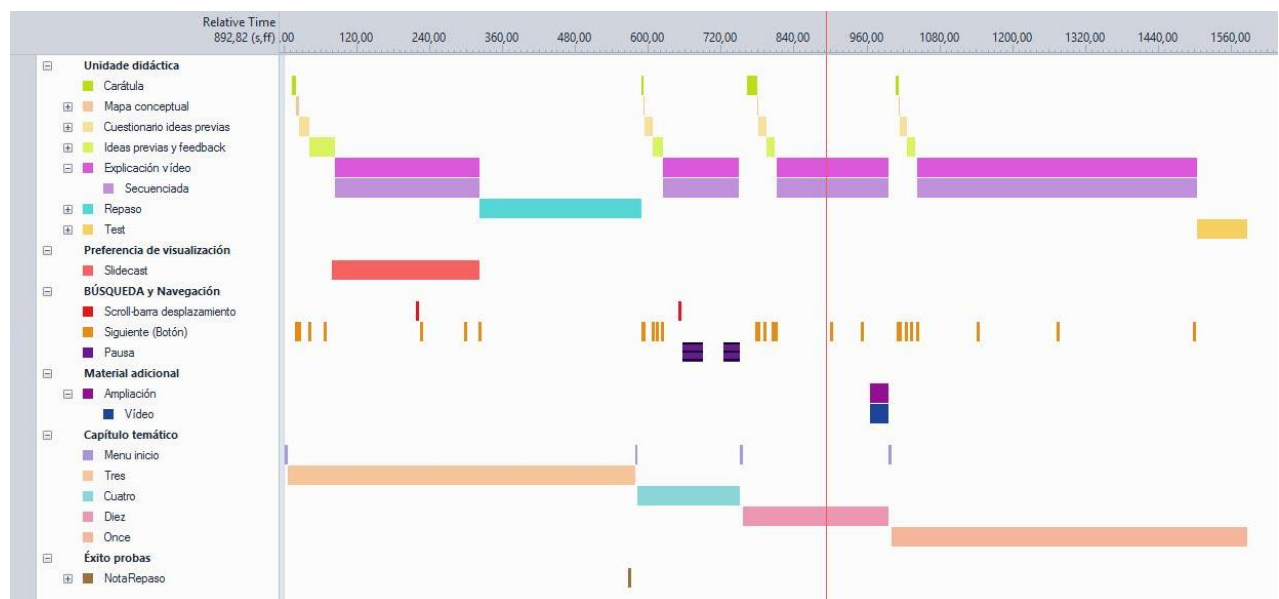 Relative Time
892,82 (s,ff) ,00 120,00 240,00 360,00 480,00 600,00 720,00 840,00 960,00 1080,00 1200,00 1320,00 1440,00 1560,00
Unidade didáctica
Carátula
Mapa conceptual
Cuestionario ideas previas
Ideas previas y feedback
Explicación vídeo
Secuenciada
Repaso
Test
Preferencia de visualización
Slidecast
BÚSQUEDA y Navegación
Scroll-barra desplazamiento
Siguiente (Botón)
Pausa
Material adicional
Ampliación
Vídeo
Capítulo temático
Menu inicio
Tres
Cuatro
Diez
Once
Éxito probas
NotaRepaso